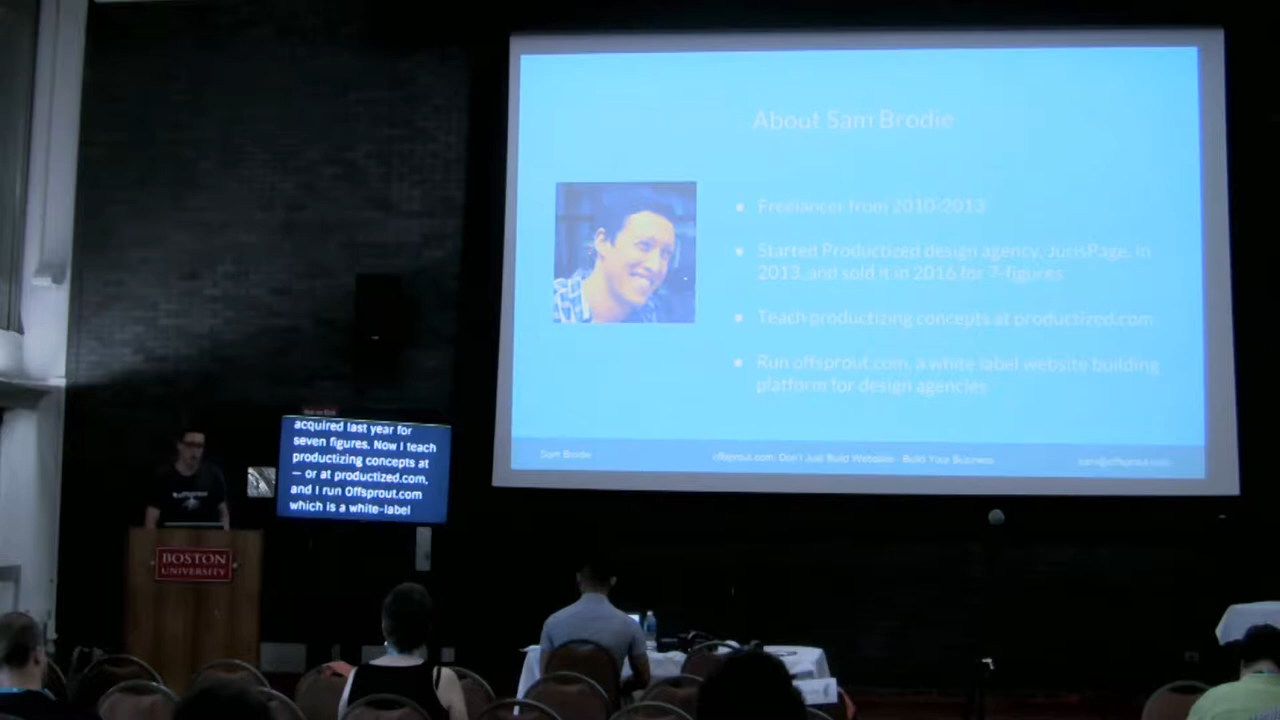 About Sam Brodie
Freelancer from 2010-2013
Started Productized design agency, JurisPage, in
2013 and sold it in 2016 for 7-figures
Teach productizing concepts at productized.com
Run offsprout.com, a white label website building
platform for design agencies
Sam Brodie
offsprout.com: Don't Just Build Websites Build Your Business
sam@offsprout.com
acquired last year for
seven figures. Now I teach
productizing concepts at
— or at productized.com,
and I run Offsprout.com
which is a white-label
BOSTON
UNIVERSITY